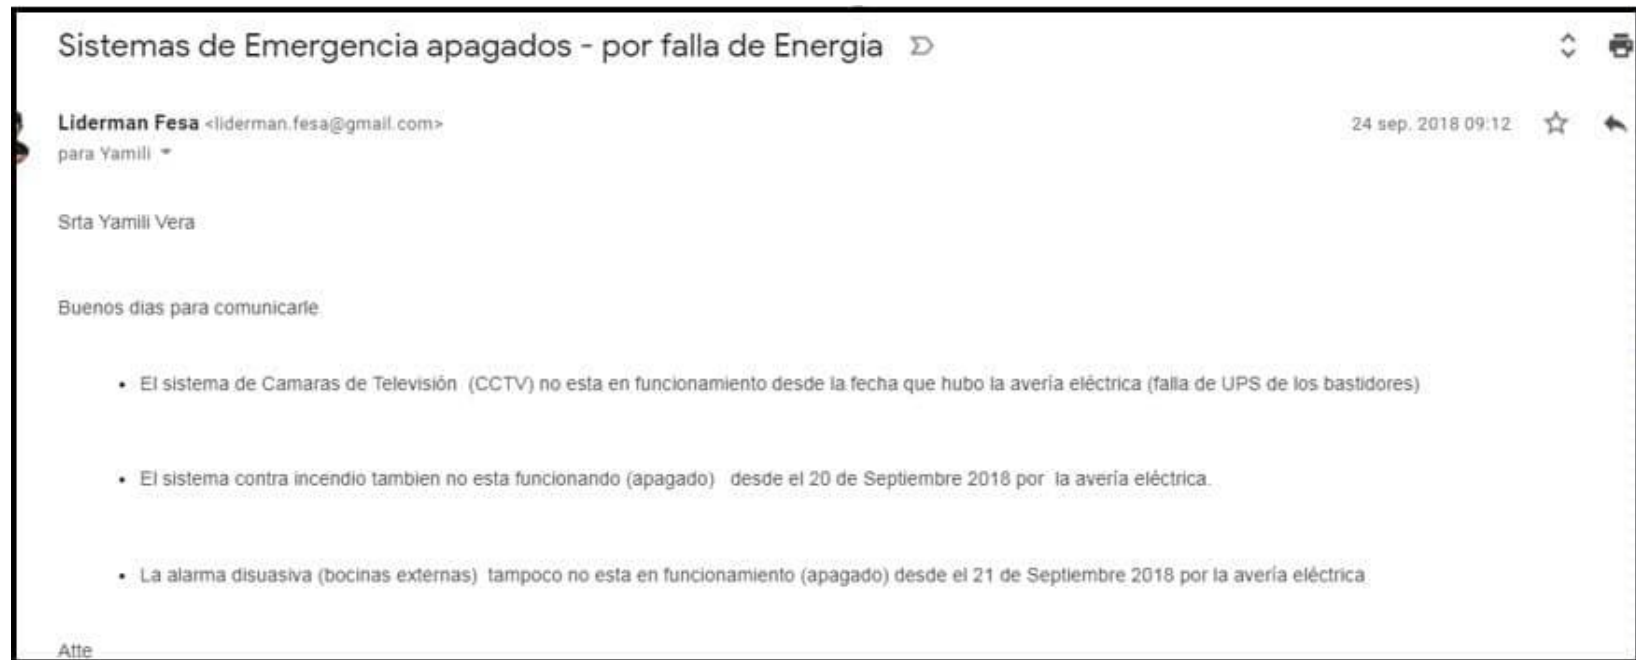 Sistemas de Emergencia apagados - por falla de Energía
Liderman Fesa <liderman.fesa@gmail.com>
24 sep. 2018 09:12
para Yamili
Srta Yamili Vera
Buenos dias para comunicarle
• El sistema de Camaras de Televisión (CCTV) no esta en funcionamiento desde la fecha que hubo la avería eléctrica (falla de UPS de los bastidores)
• El sistema contra incendio tambien no esta funcionando (apagado) desde el 20 de Septiembre 2018 por la avería eléctrica.
• La alarma disuasiva (bocinas externas) tampoco no esta en funcionamiento (apagado) desde el 21 de Septiembre 2018 por la avería eléctrica
Atte